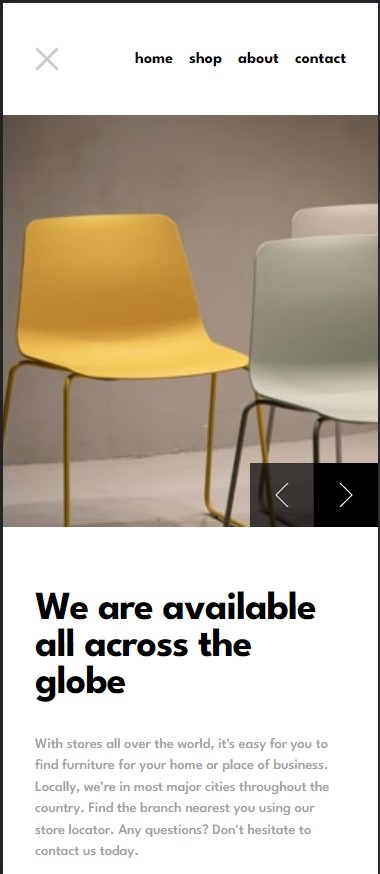 home shop about contact
We are available
all across the
globe
With stores all over the world, it's easy for you to
find furniture for your home or place of business.
Locally, we're in most major cities throughout the
country. Find the branch nearest you using our
store locator. Any questions? Don't hesitate to
contact us today.